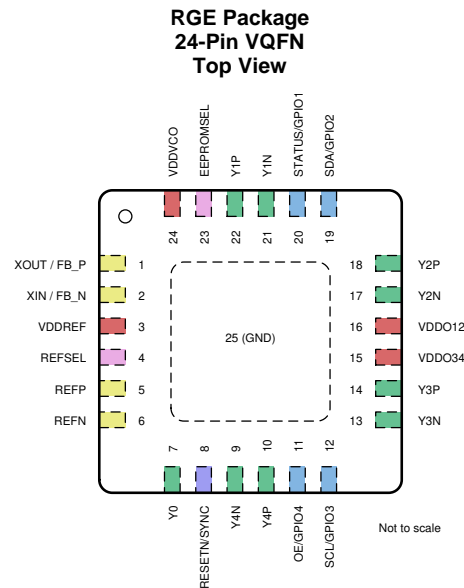 RGE Package
24-Pin VQFN
Top View
VDDVCO
EEPROMSEL
Y1P
Y1N
STATUS/GPIO1
SDA/GPIO2
24
23
22
21
20
19
XOUT / FB_P 1
XIN / FB_N 2
VDDREF 3
REFSEL 4
REFP 5
REFN 6
25 (GND)
18 Y2P
17 Y2N
16 VDDO12
15 VDDO34
14 Y3P
13 Y3N
7
8
9
10
11
12
Y0
RESETN/SYNC
Y4N
Y4P
OE/GPIO4
SCL/GPIO3
Not to scale